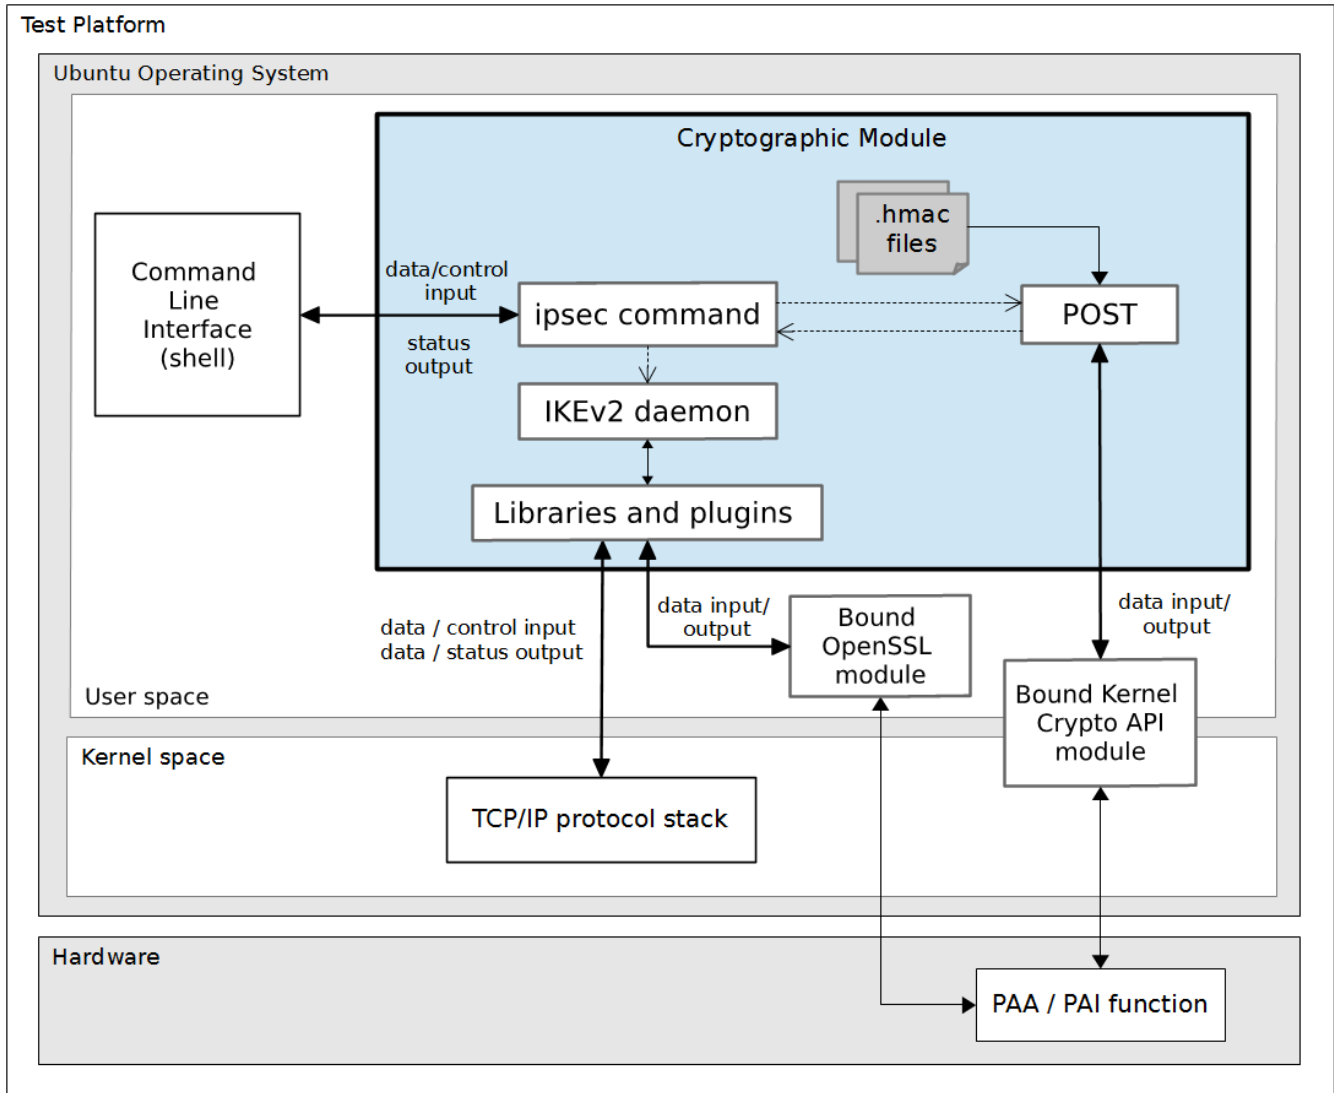 Test Platform
Ubuntu Operating System
Cryptographic Module
.hmac
files
Command
Line
Interface
(shell)
data/control
input
status
output
ipsec command
POST
IKEv2 daemon
Libraries and plugins
data / control input
data / status output
data input/
output
Bound
OpenSSL
module
data input/
output
Bound Kernel
Crypto API
module
User space
Kernel space
TCP/IP protocol stack
Hardware
PAA / PAI function